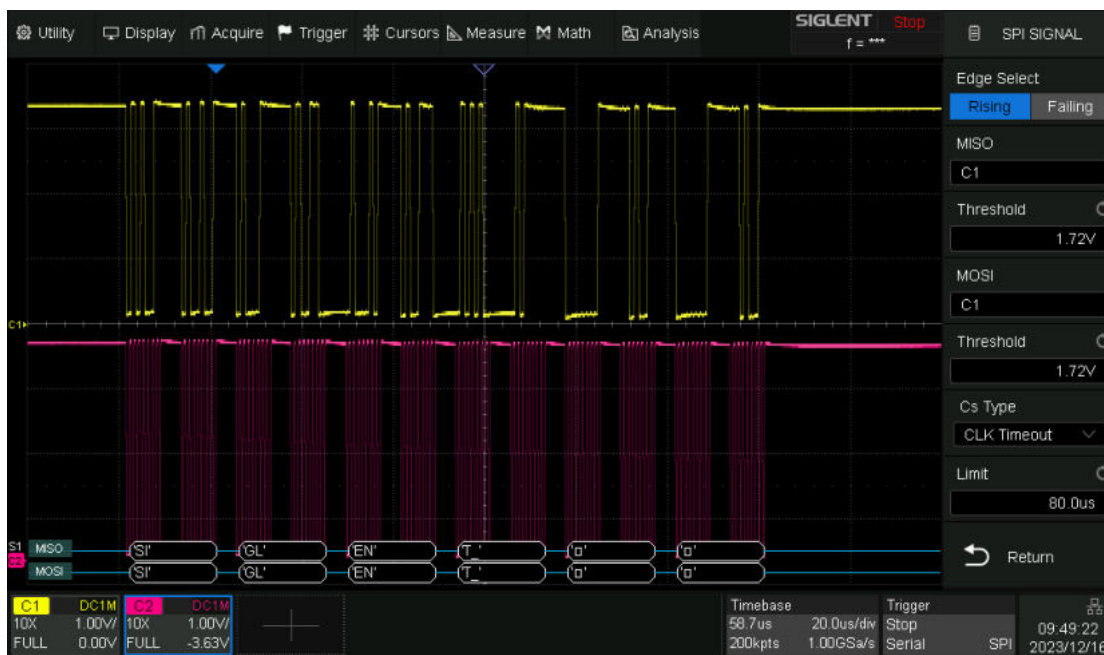 Utility Display Acquire Trigger Cursors Measure Math Analysis SIGLENT Stop
f = ***
SPI SIGNAL
Edge Select
Rising Failing
MISO
C1
Threshold
1.72V
MOSI
C1
Threshold
1.72V
Cs Type
CLK Timeout
Limit
80.0us
Return
C1
S1 MISO 'SI' 'GL' 'EN' 'T_' '¤' '¤'
C2
MOSI 'SI' 'GL' 'EN' 'T_' '¤' '¤'
C1 DC1M C2 DC1M
10X 1.00V/ 10X 1.00V/
FULL 0.00V FULL -3.63V
Timebase Trigger
58.7us 20.0us/div Stop
200kpts 1.00GSa/s Serial SPI
09:49:22
2023/12/16